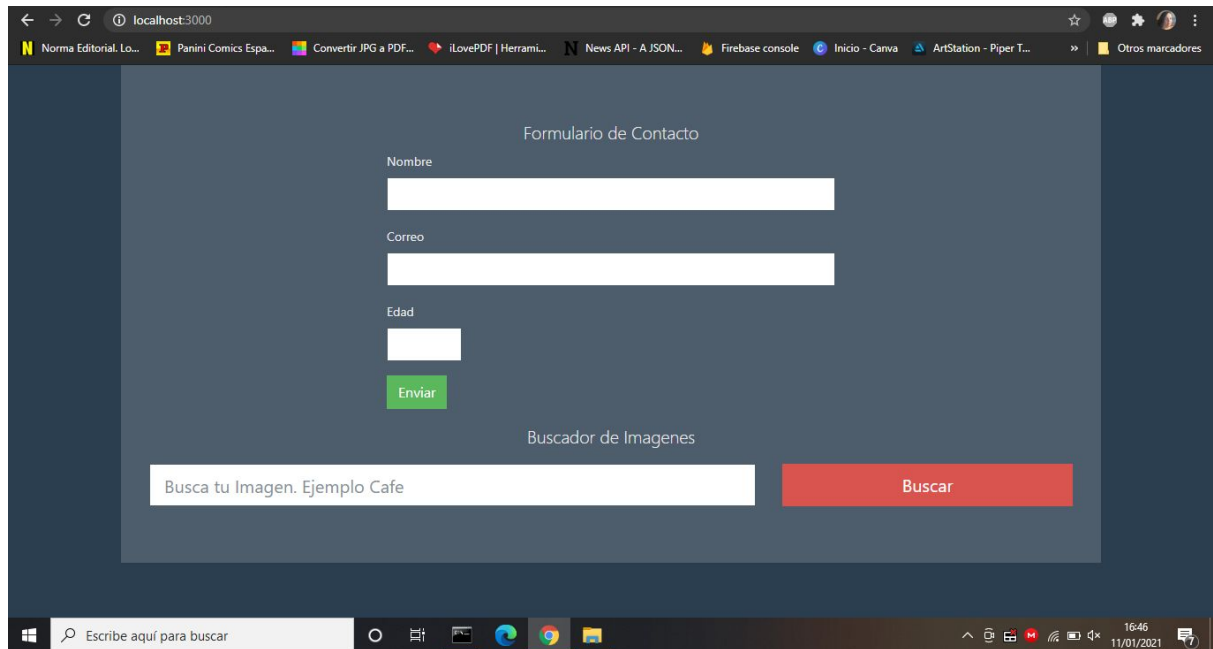 localhost:3000
Norma Editorial. Lo... Panini Comics Espa... Convertir JPG a PDF... iLovePDF | Herrami... News API - A JSON... Firebase console Inicio - Canva ArtStation - Piper T... » Otros marcadores
Formulario de Contacto
Nombre
Correo
Edad
Enviar
Buscador de Imagenes
Busca tu Imagen. Ejemplo Cafe Buscar
Escribe aquí para buscar
16:46
11/01/2021
7